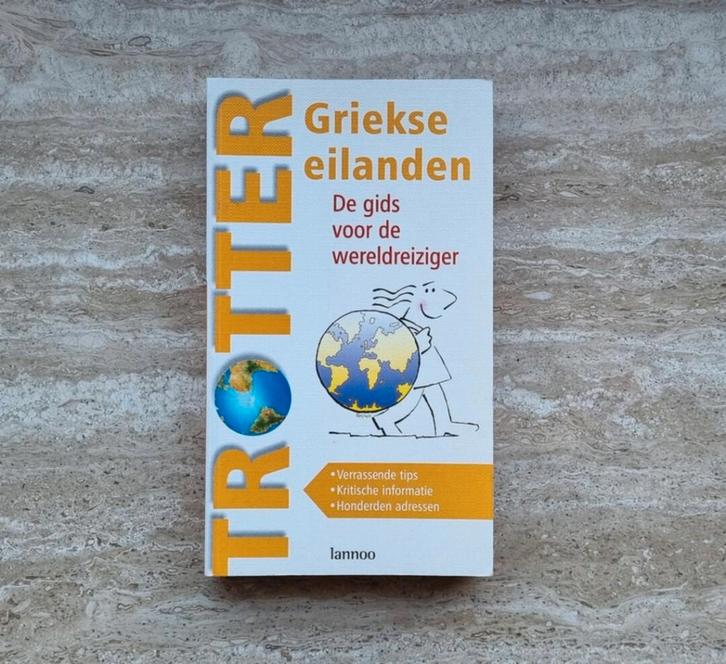 TROTTER
Griekse
eilanden
De gids
voor de
wereldreiziger
• Verrassende tips
• Kritische informatie
• Honderden adressen
lannoo